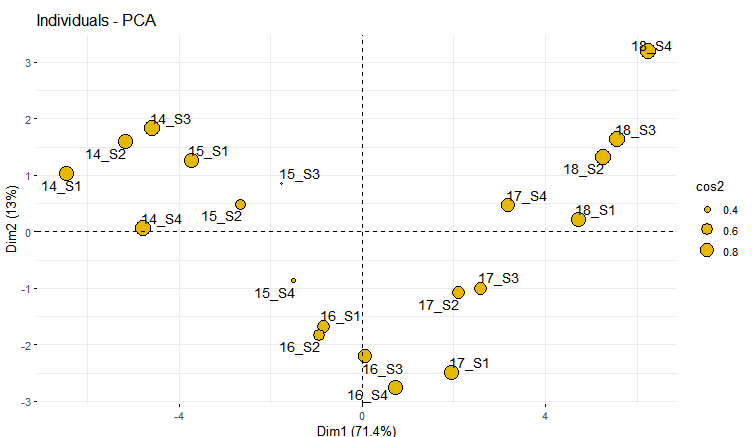 Individuals - PCA
18_S4
3
14_S3
18_S3
2
14_S2
15_S1
18_S2
15_S3
1
14_S1
17_S4
14_S4
15_S2
18_S1
0
17_S3
-1
15_S4
17_S2
16_S1
16_S2
-2
17_S1
16_S3
16_S4
-3
-4
0
4
Dim1 (71.4%)
Dim2 (13%)
cos2
0.4
0.6
0.8